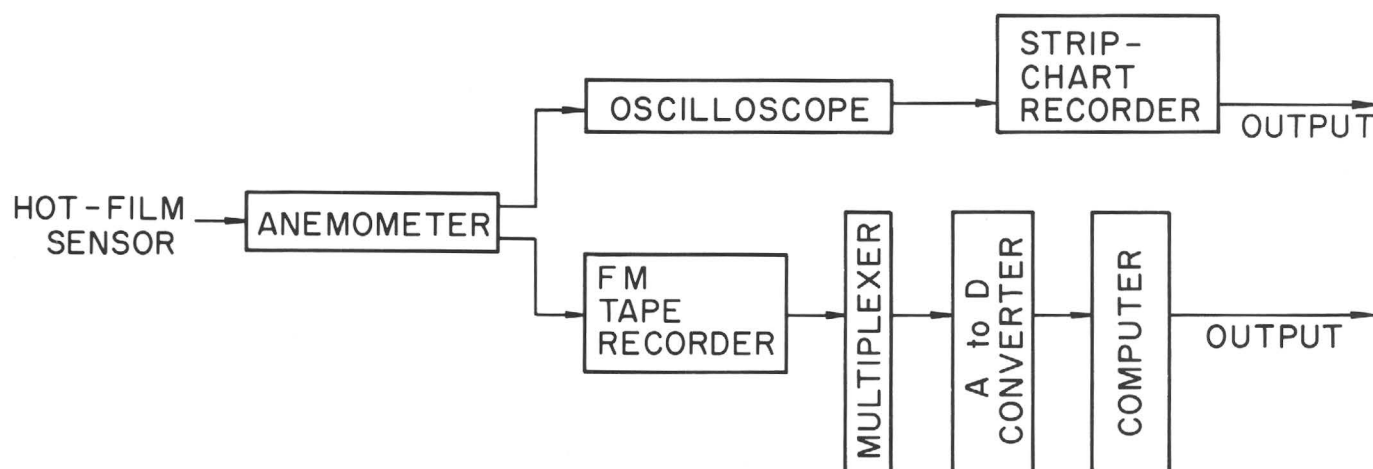 HOT-FILM
SENSOR
ANEMOMETER
OSCILLOSCOPE
STRIP-
CHART
RECORDER
OUTPUT
FM
TAPE
RECORDER
MULTIPLEXER
A to D
CONVERTER
COMPUTER
OUTPUT